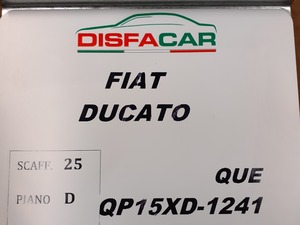 DISFACAR
FIAT
DUCATO
SCAFF. 25
QUE
PIANO D
QP15XD-1241